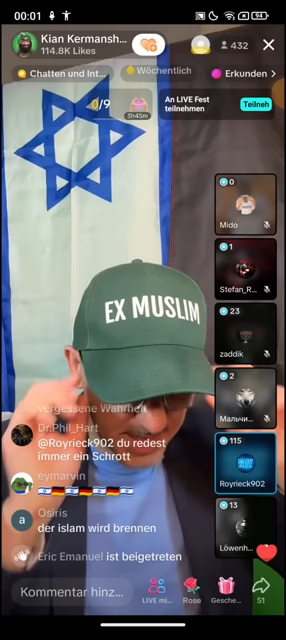 00:01
94
Kian Kermansh...
114.8K Likes
432
Chatten und Int...
Wöchentlich
Erkunden
0/9
3h45m
An LIVE Fest
teilnehmen
Teilneh
0
Mido
1
Stefan_R...
23
zaddik
2
Мальчи...
115
Royrieck902
13
Löwenh...
EX MUSLIM
vergessene Wahrheit
Dr.Phil_Hart
@Royrieck902 du redest
immer ein Schrott
eymarvin
🇮🇱🇩🇪🇮🇱🇩🇪🇮🇱🇩🇪🇮🇱
a
Osiris
der islam wird brennen
Eric Emanuel ist beigetreten
Kommentar hinz...
LIVE mi...
Rose
Gesche...
51